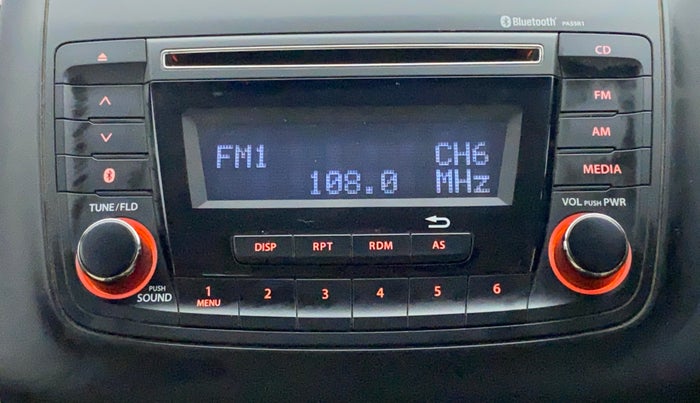 Bluetooth PA55R1
CD
FM
AM
MEDIA
FM1 CH6
108.0 MHz
TUNE/FLD
VOL PUSH PWR
DISP RPT RDM AS
PUSH
SOUND
1 2 3 4 5 6
MENU